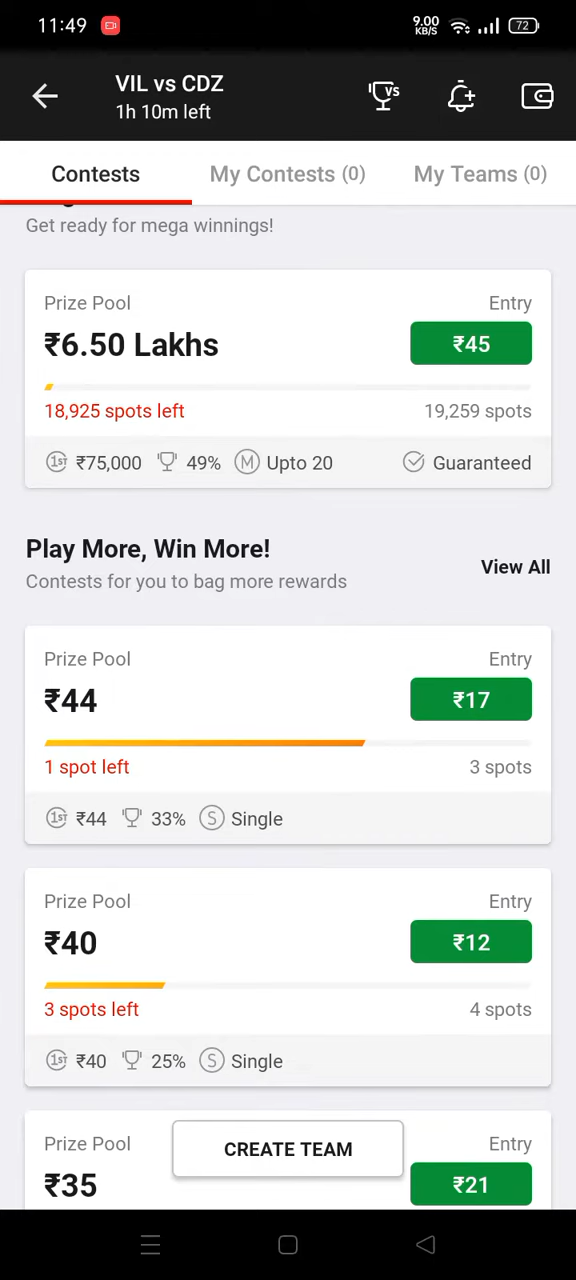 11:49 9.00 KB/S 72
VIL vs CDZ
1h 10m left
VS
Contests My Contests (0) My Teams (0)
Get ready for mega winnings!
Prize Pool Entry
₹6.50 Lakhs ₹45
18,925 spots left 19,259 spots
1ST ₹75,000 49% M Upto 20 Guaranteed
Play More, Win More!
View All
Contests for you to bag more rewards
Prize Pool Entry
₹44 ₹17
1 spot left 3 spots
1ST ₹44 33% S Single
Prize Pool Entry
₹40 ₹12
3 spots left 4 spots
1ST ₹40 25% S Single
Prize Pool Entry
CREATE TEAM
₹35 ₹21